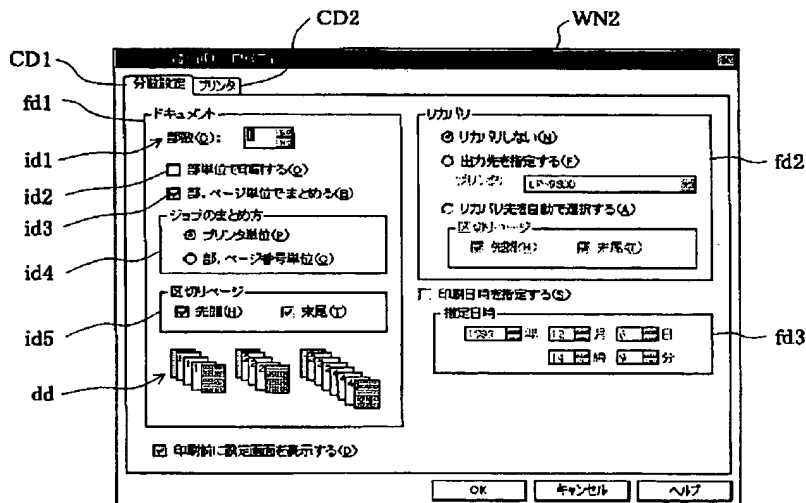 CD2
WN2
CD1
分散設定 プリンタ
fd1
ドキュメント
リカバリ
id1
部数(O):
リカバリしない(N)
出力先を指定する(F)
fd2
id2
部単位で印刷する(O)
プリンタ:
id3
部,ページ単位でまとめる(B)
リカバリ先を自動で選択する(A)
ジョブのまとめ方
区切りページ
プリンタ単位(P)
先頭(H) 末尾(T)
id4
部,ページ番号単位(G)
区切りページ
印刷日時を指定する(S)
id5
先頭(H) 末尾(T)
指定日時
年 12 月 日
fd3
時 分
dd
印刷前に設定画面を表示する(D)
OK キャンセル ヘルプ